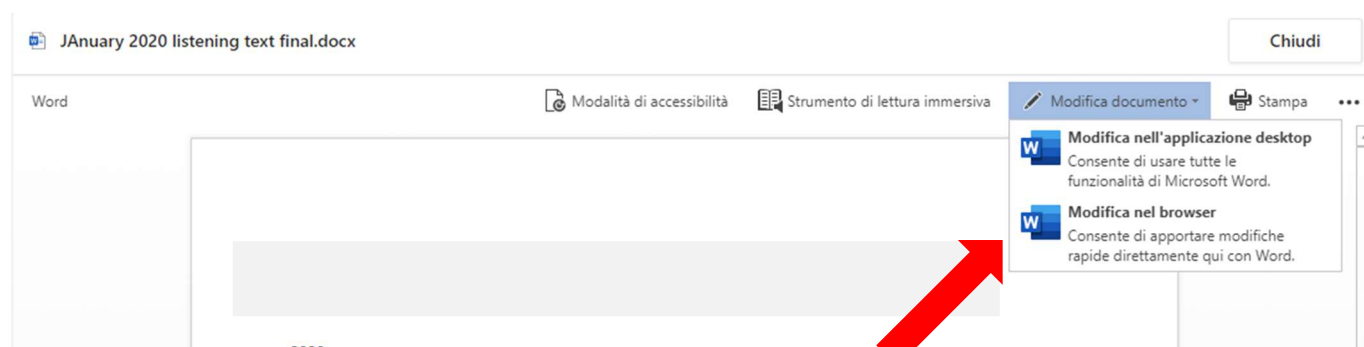 JAnuary 2020 listening text final.docx
Chiudi
Word
Modalità di accessibilità
Strumento di lettura immersiva
Modifica documento
Stampa
Modifica nell'applicazione desktop
Consente di usare tutte le
funzionalità di Microsoft Word.
Modifica nel browser
Consente di apportare modifiche
rapide direttamente qui con Word.